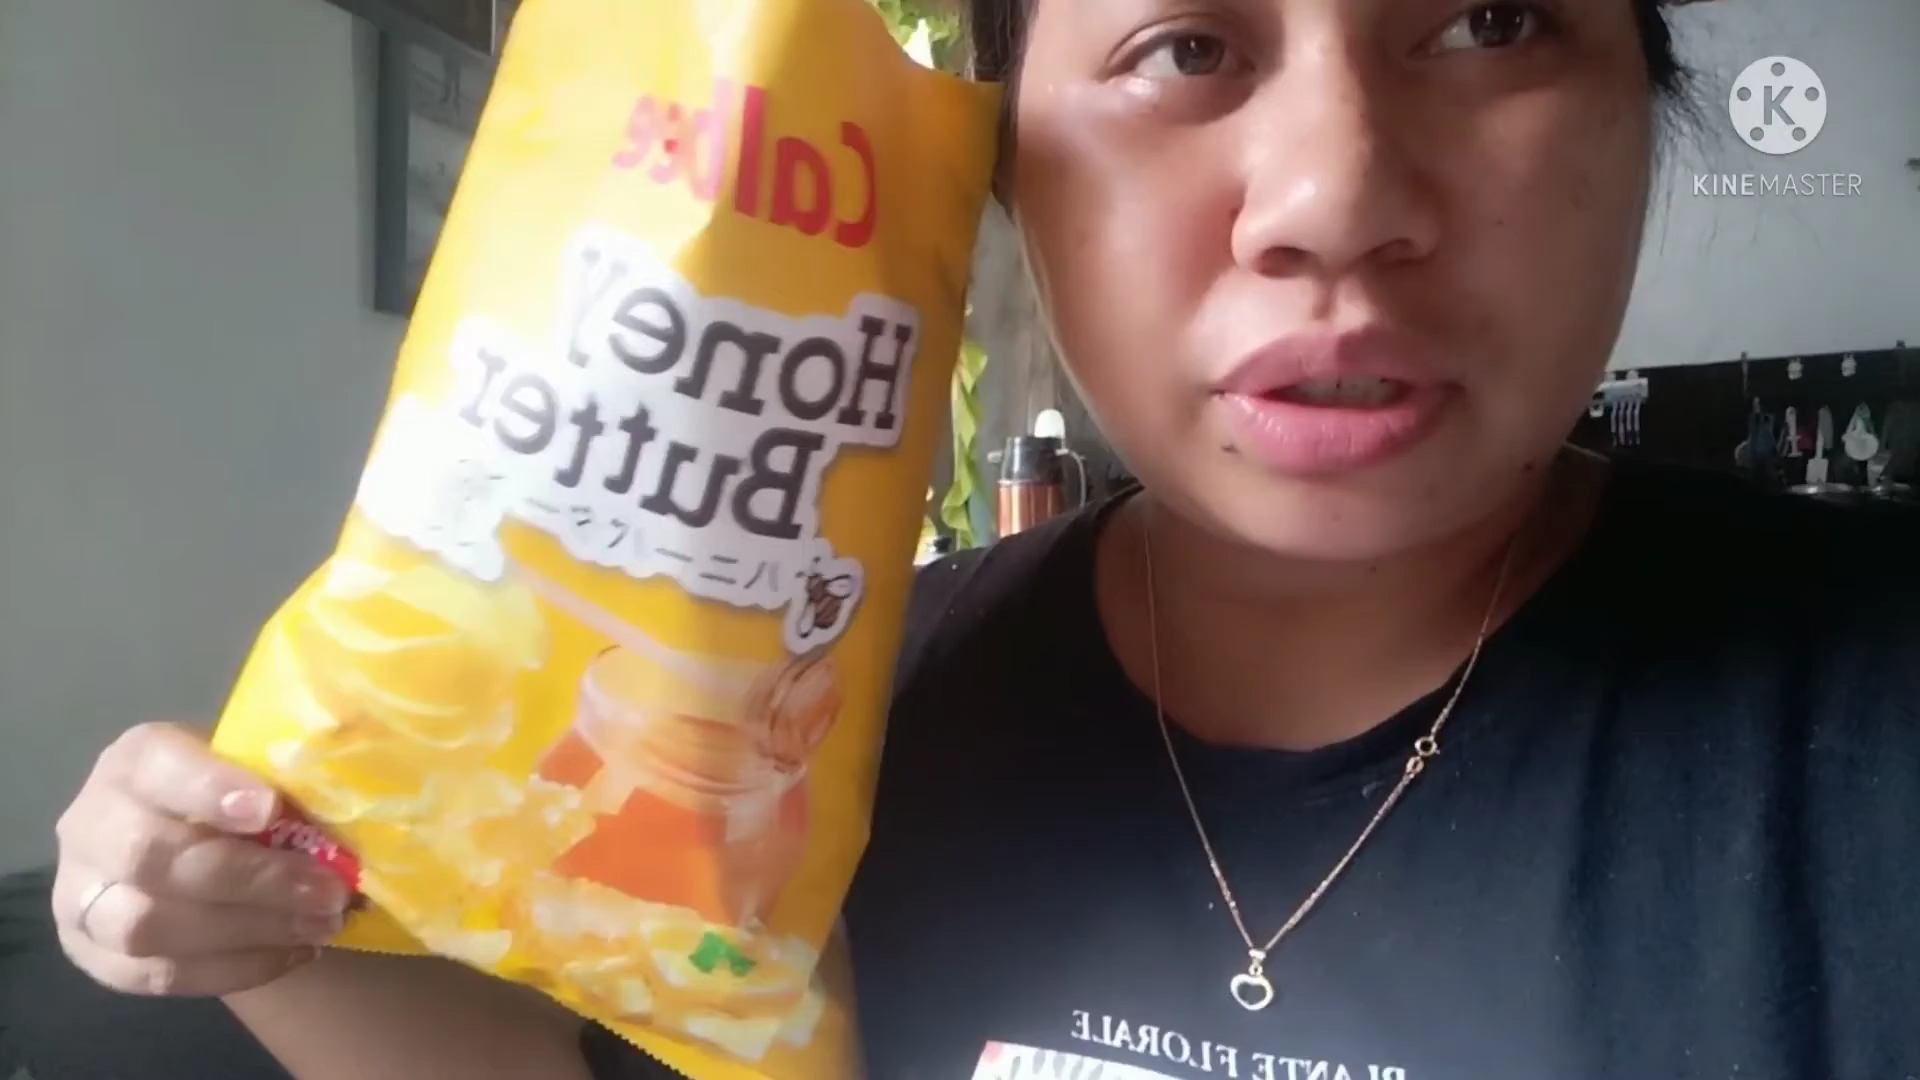 Calbee
Honey
Butter
ハニーバター
K
KINEMASTER
PLANTE FLORALE